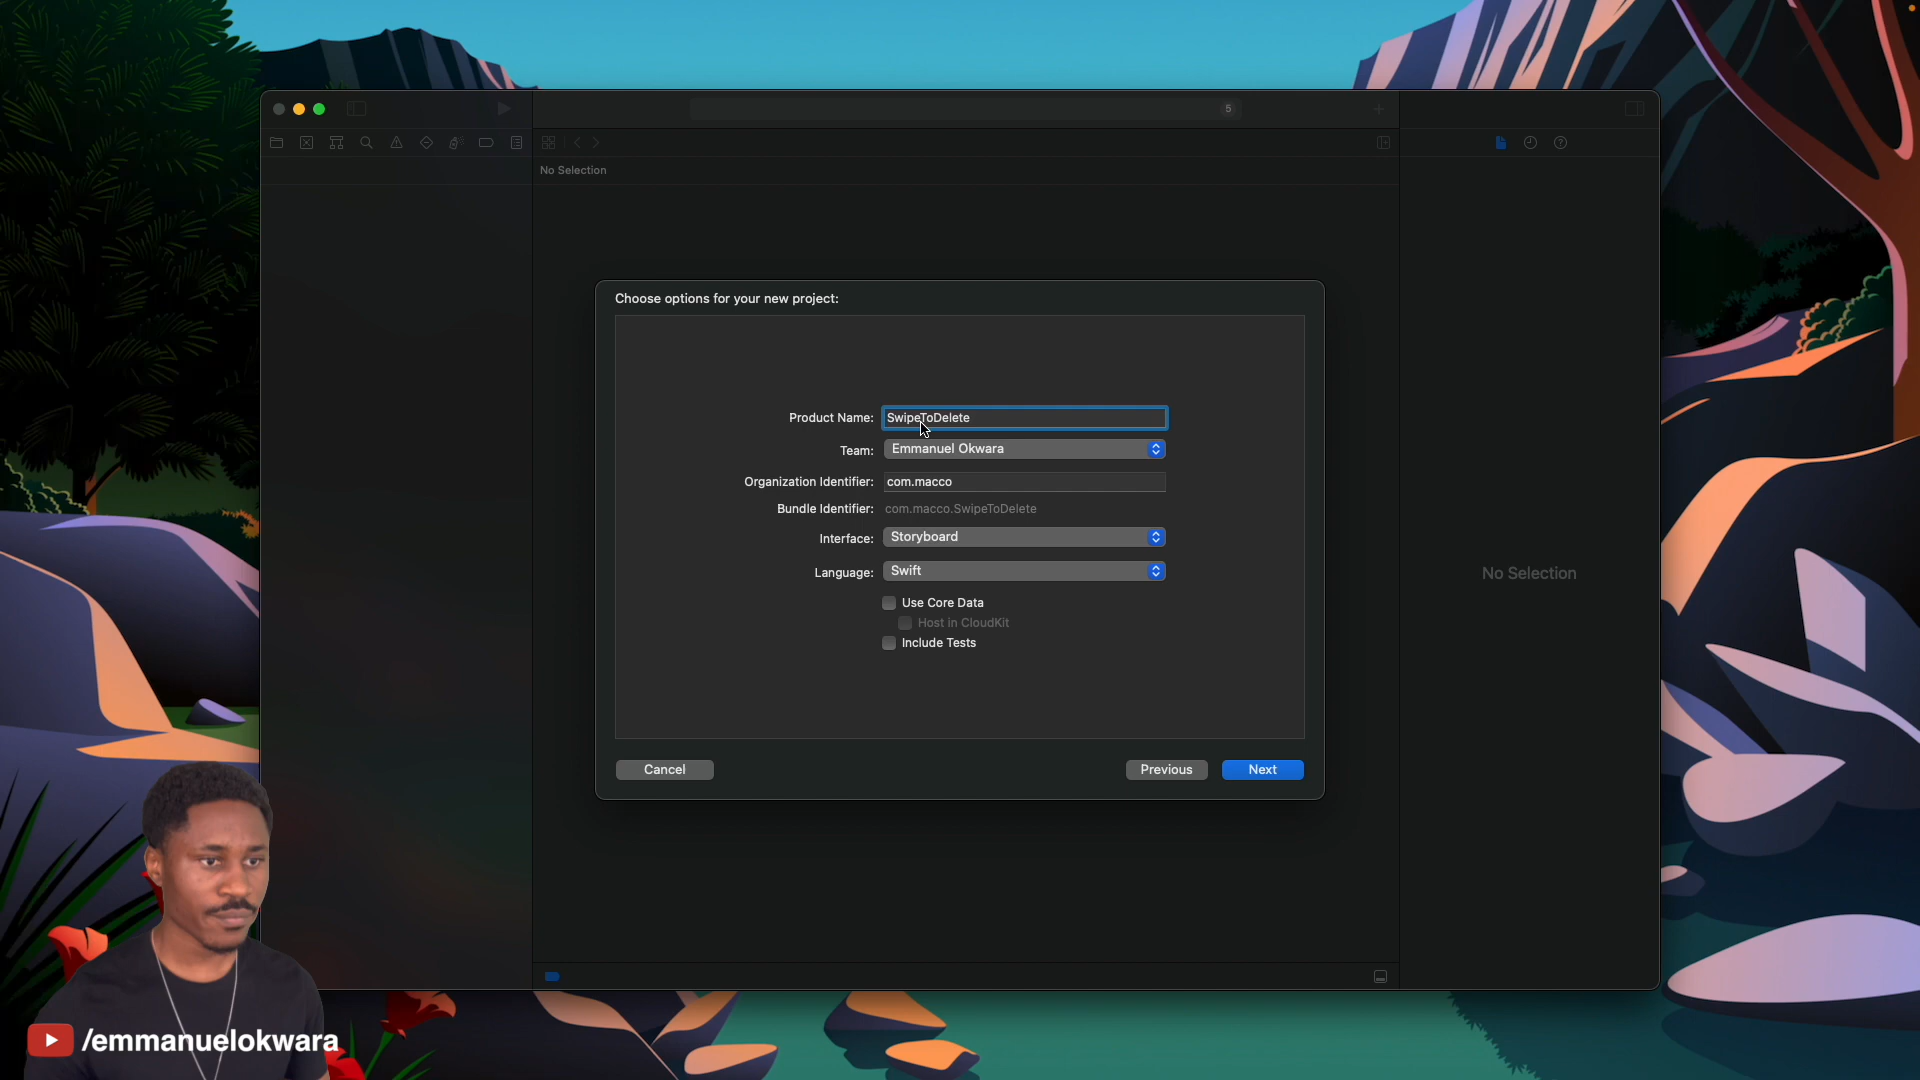 5
No Selection
Choose options for your new project:
Product Name: SwipeToDelete
Team: Emmanuel Okwara
Organization Identifier: com.macco
Bundle Identifier: com.macco.SwipeToDelete
Interface: Storyboard
Language: Swift
Use Core Data
Host in CloudKit
Include Tests
No Selection
Cancel
Previous
Next
/emmanuelokwara